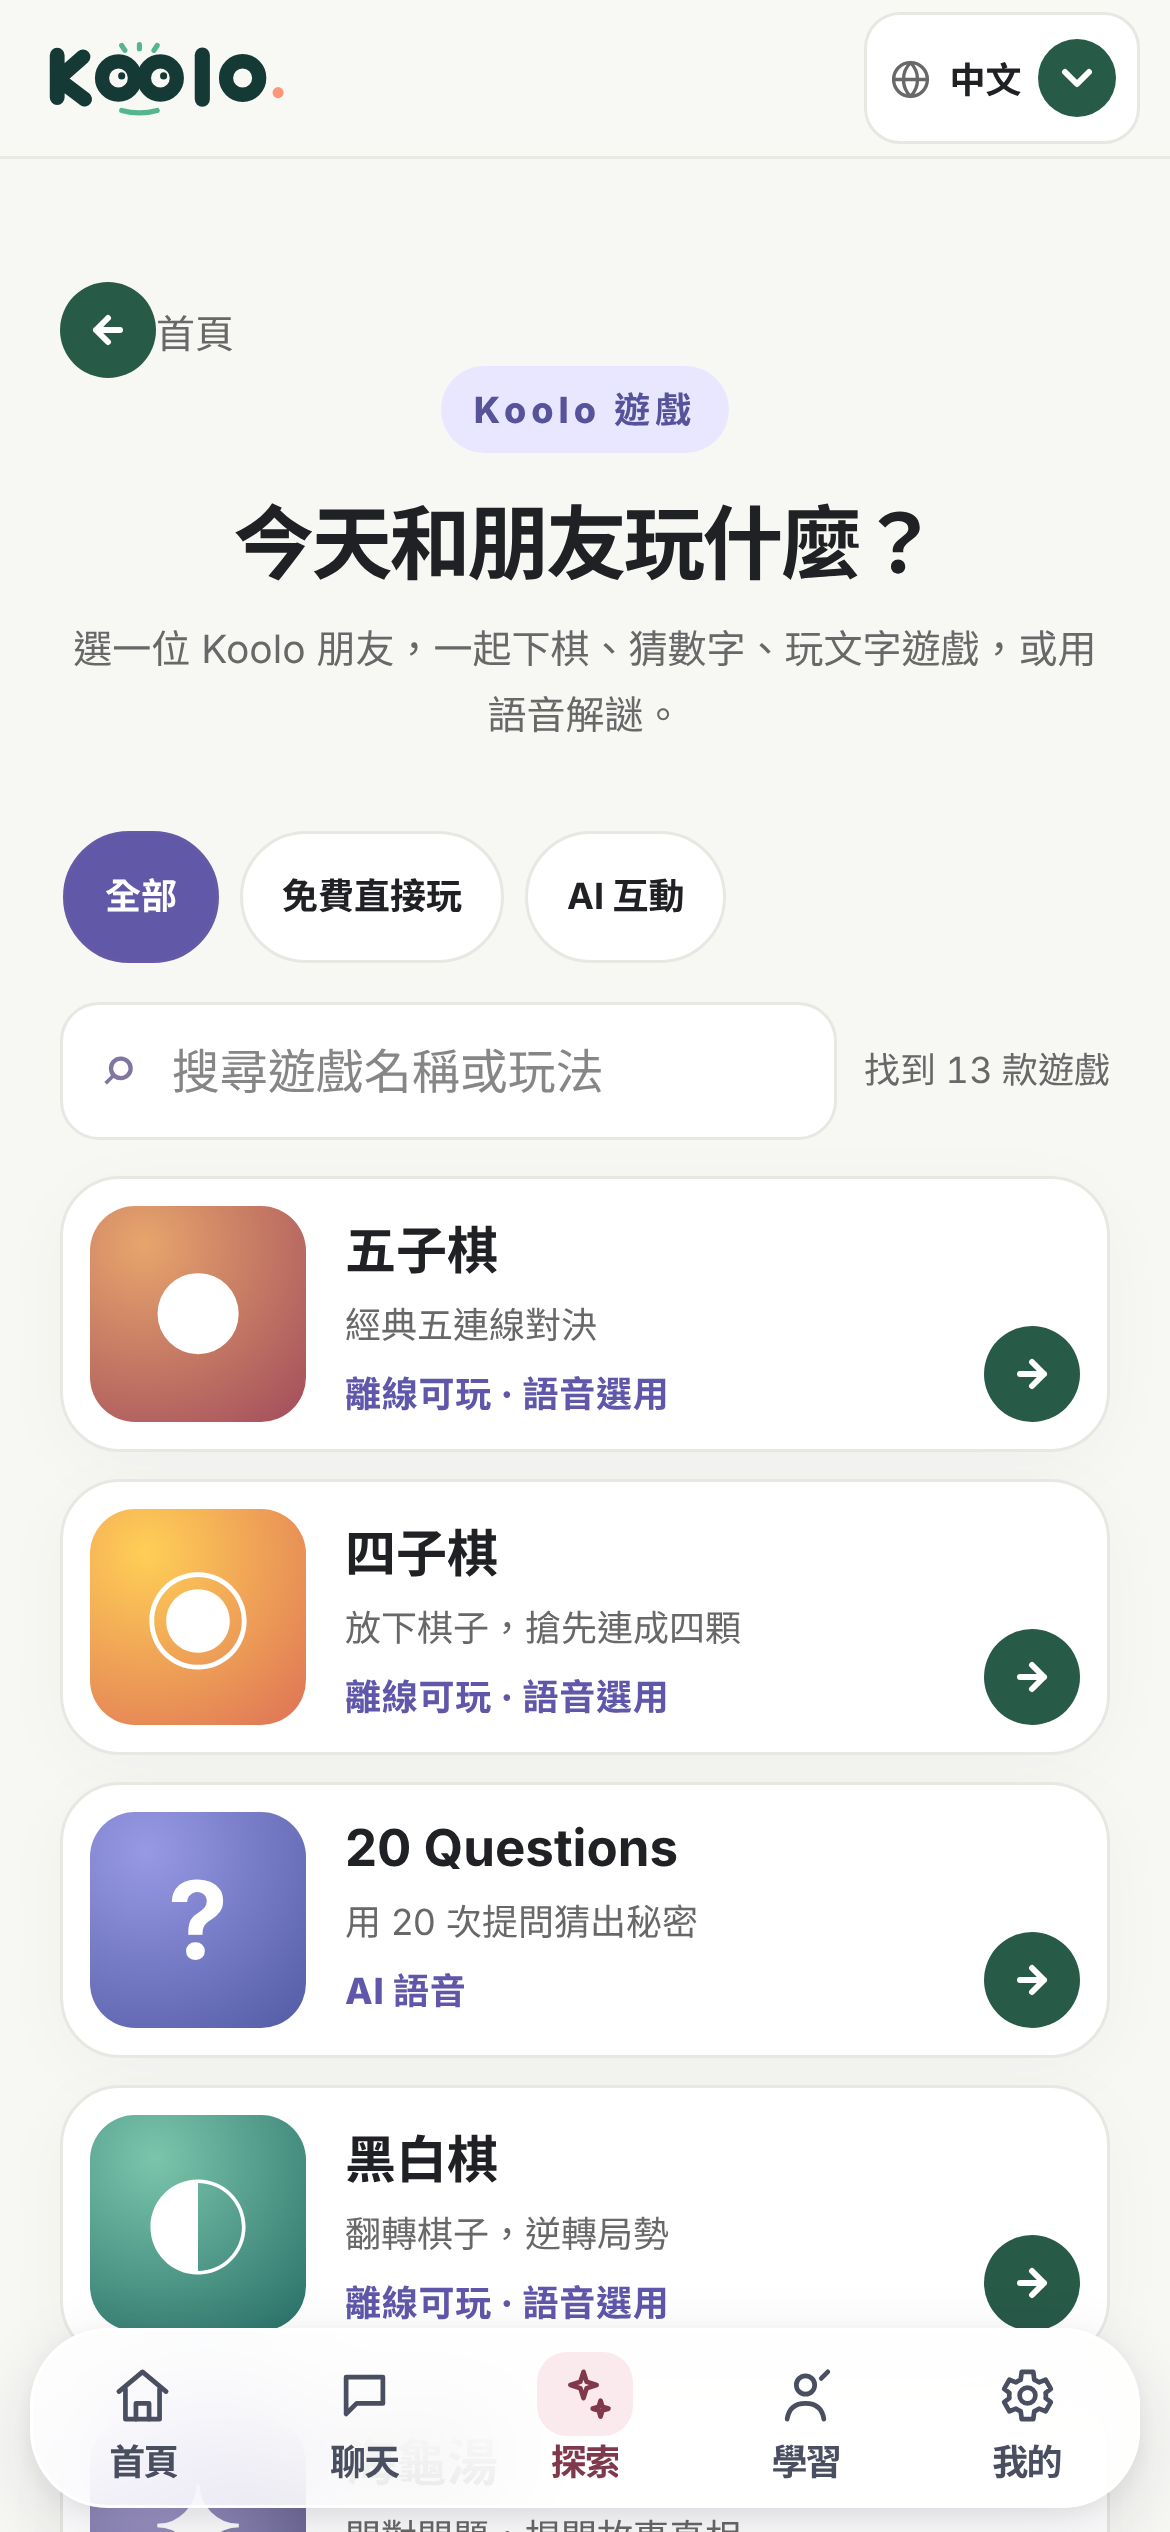 Koolo.
中文
首頁
Koolo 遊戲
今天和朋友玩什麼？
選一位 Koolo 朋友，一起下棋、猜數字、玩文字遊戲，或用
語音解謎。
全部
免費直接玩
AI 互動
搜尋遊戲名稱或玩法
找到 13 款遊戲
五子棋
經典五連線對決
離線可玩 · 語音選用
四子棋
放下棋子，搶先連成四顆
離線可玩 · 語音選用
20 Questions
用 20 次提問猜出秘密
AI 語音
黑白棋
翻轉棋子，逆轉局勢
離線可玩 · 語音選用
龜湯
首頁
聊天
探索
學習
我的